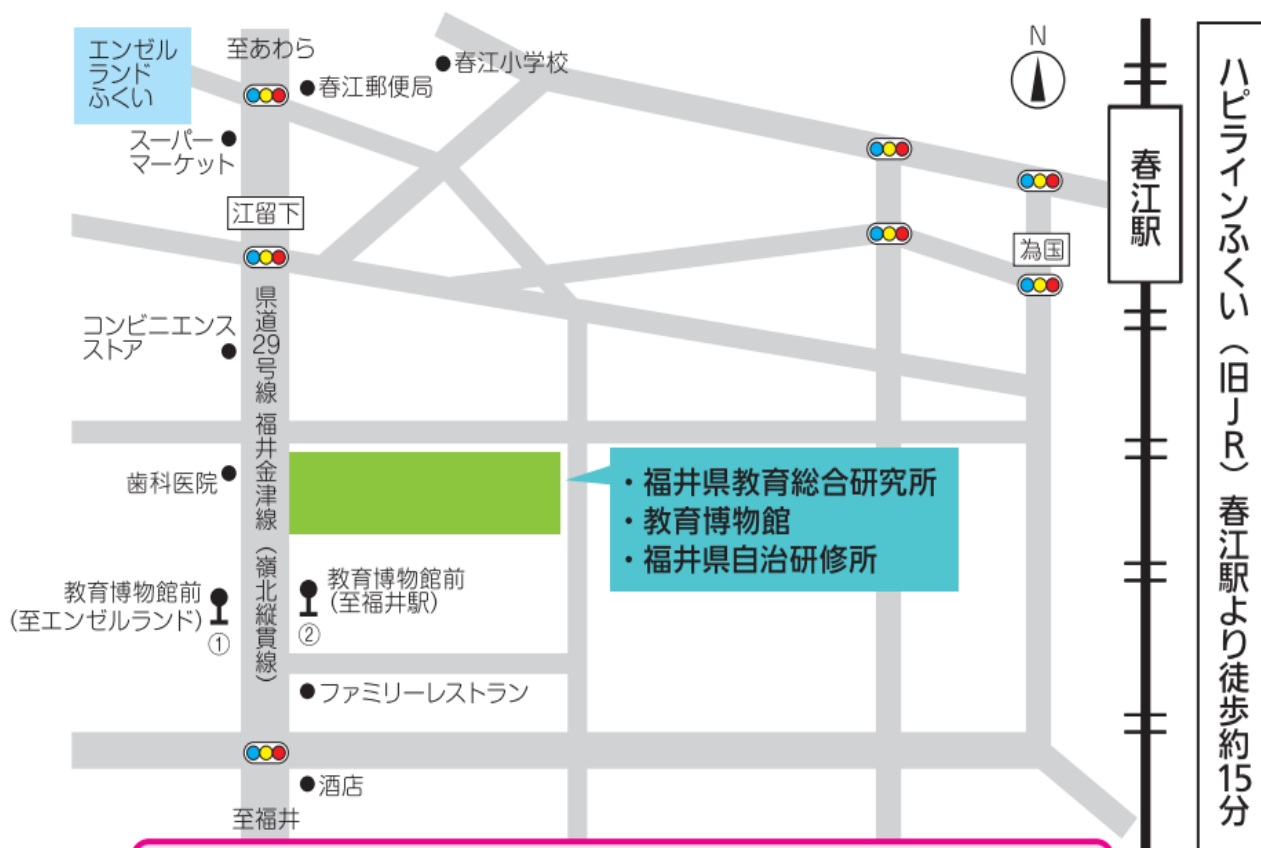 エンゼル
ランド
ふくい
至あわら
春江郵便局
春江小学校
N
スーパー
マーケット
江留下
為国
春江駅
ハピラインふくい（旧ＪＲ）春江駅より徒歩約15分
コンビニエンス
ストア
県道29号線 福井金津線（嶺北縦貫線）
歯科医院
・福井県教育総合研究所
・教育博物館
・福井県自治研修所
教育博物館前
(至エンゼルランド)
①
教育博物館前
(至福井駅)
②
ファミリーレストラン
酒店
至福井